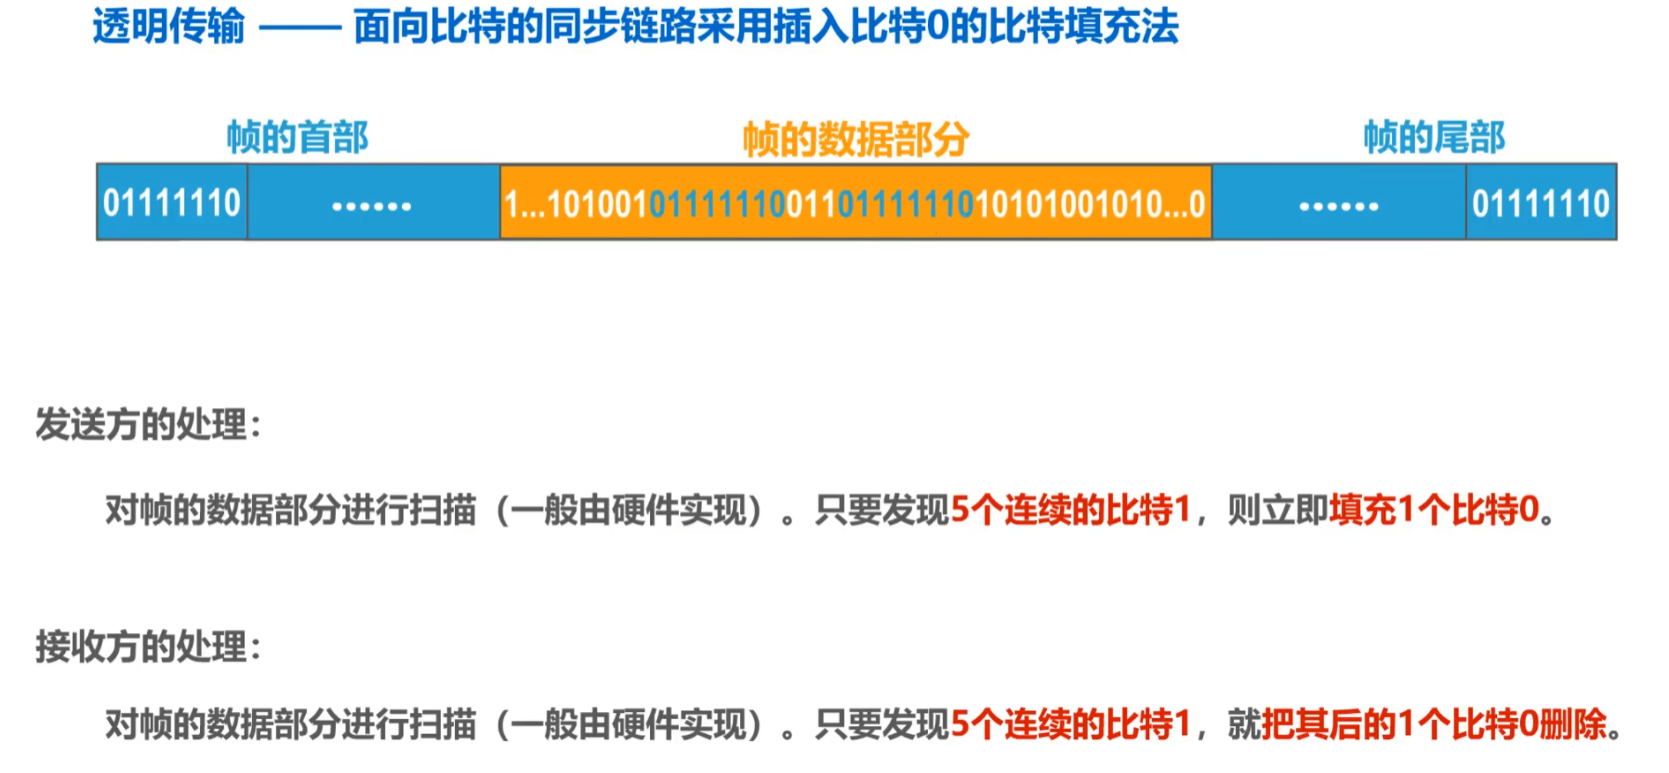 透明传输 —— 面向比特的同步链路采用插入比特0的比特填充法
帧的首部 帧的数据部分 帧的尾部
01111110 …… 1...101001011111100110111111010101001010...0 …… 01111110
发送方的处理：
对帧的数据部分进行扫描（一般由硬件实现）。只要发现5个连续的比特1，则立即填充1个比特0。
接收方的处理：
对帧的数据部分进行扫描（一般由硬件实现）。只要发现5个连续的比特1，就把其后的1个比特0删除。